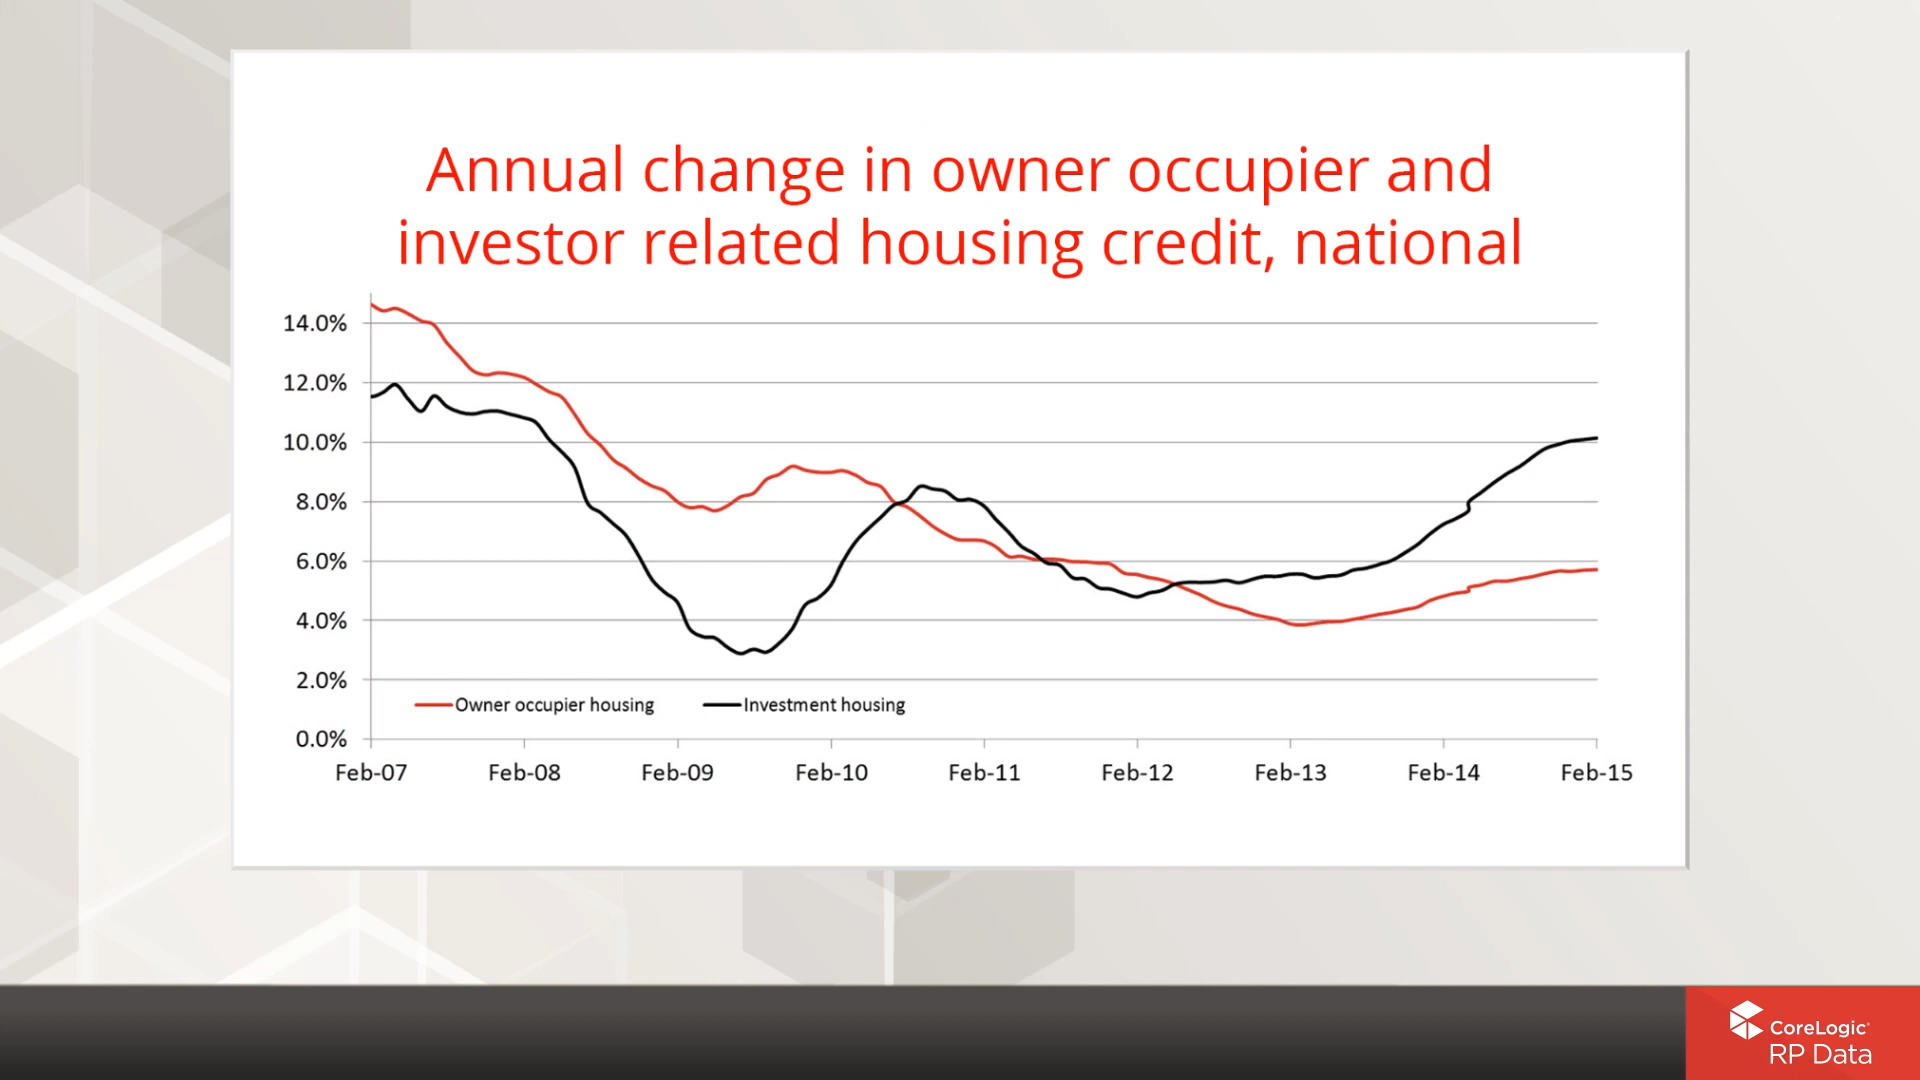 Annual change in owner occupier and
investor related housing credit, national
14.0%
12.0%
10.0%
8.0%
6.0%
4.0%
2.0%
0.0%
Owner occupier housing Investment housing
Feb-07 Feb-08 Feb-09 Feb-10 Feb-11 Feb-12 Feb-13 Feb-14 Feb-15
CoreLogic
RP Data